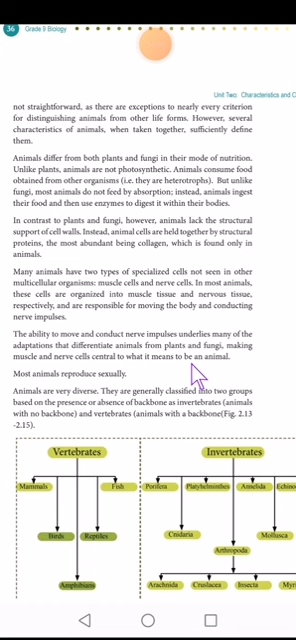 36 Grade 9 Biology
Unit Two: Characteristics and
not straightforward, as there are exceptions to nearly every criterion
for distinguishing animals from other life forms. However, several
characteristics of animals, when taken together, sufficiently define
them.
Animals differ from both plants and fungi in their mode of nutrition.
Unlike plants, animals are not photosynthetic. Animals consume food
obtained from other organisms (i.e. they are heterotrophs). But unlike
fungi, most animals do not feed by absorption; instead, animals ingest
their food and then use enzymes to digest it within their bodies.
In contrast to plants and fungi, however, animals lack the structural
support of cell walls. Instead, animal cells are held together by structural
proteins, the most abundant being collagen, which is found only in
animals.
Many animals have two types of specialized cells not seen in other
multicellular organisms: muscle cells and nerve cells. In most animals,
these cells are organized into muscle tissue and nervous tissue,
respectively, and are responsible for moving the body and conducting
nerve impulses.
The ability to move and conduct nerve impulses underlies many of the
adaptations that differentiate animals from plants and fungi, making
muscle and nerve cells central to what it means to be an animal.
Most animals reproduce sexually.
Animals are very diverse. They are generally classified into two groups
based on the presence or absence of backbone as invertebrates (animals
with no backbone) and vertebrates (animals with a backbone(Fig. 2.13
-2.15).
Vertebrates Invertebrates
Mammals Fish Porifora Platyhelminthes Annelida Echino
Birds Reptiles Cnidaria Mollusca
Arthropoda
Amphibians Arachnida Crustacea Insecta Myri